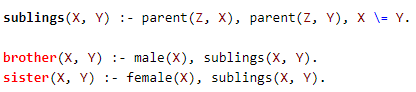 sublings(X, Y) :- parent(Z, X), parent(Z, Y), X \= Y.
brother(X, Y) :- male(X), sublings(X, Y).
sister(X, Y) :- female(X), sublings(X, Y).